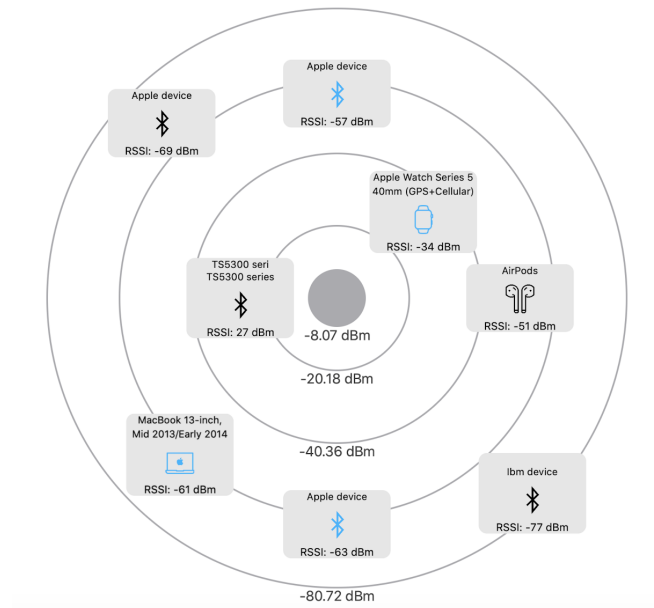 Apple device
RSSI: -57 dBm
Apple device
RSSI: -69 dBm
Apple Watch Series 5
40mm (GPS+Cellular)
RSSI: -34 dBm
TS5300 seri
TS5300 series
RSSI: 27 dBm
AirPods
RSSI: -51 dBm
-8.07 dBm
-20.18 dBm
MacBook 13-inch,
Mid 2013/Early 2014
RSSI: -61 dBm
-40.36 dBm
Ibm device
RSSI: -77 dBm
Apple device
RSSI: -63 dBm
-80.72 dBm